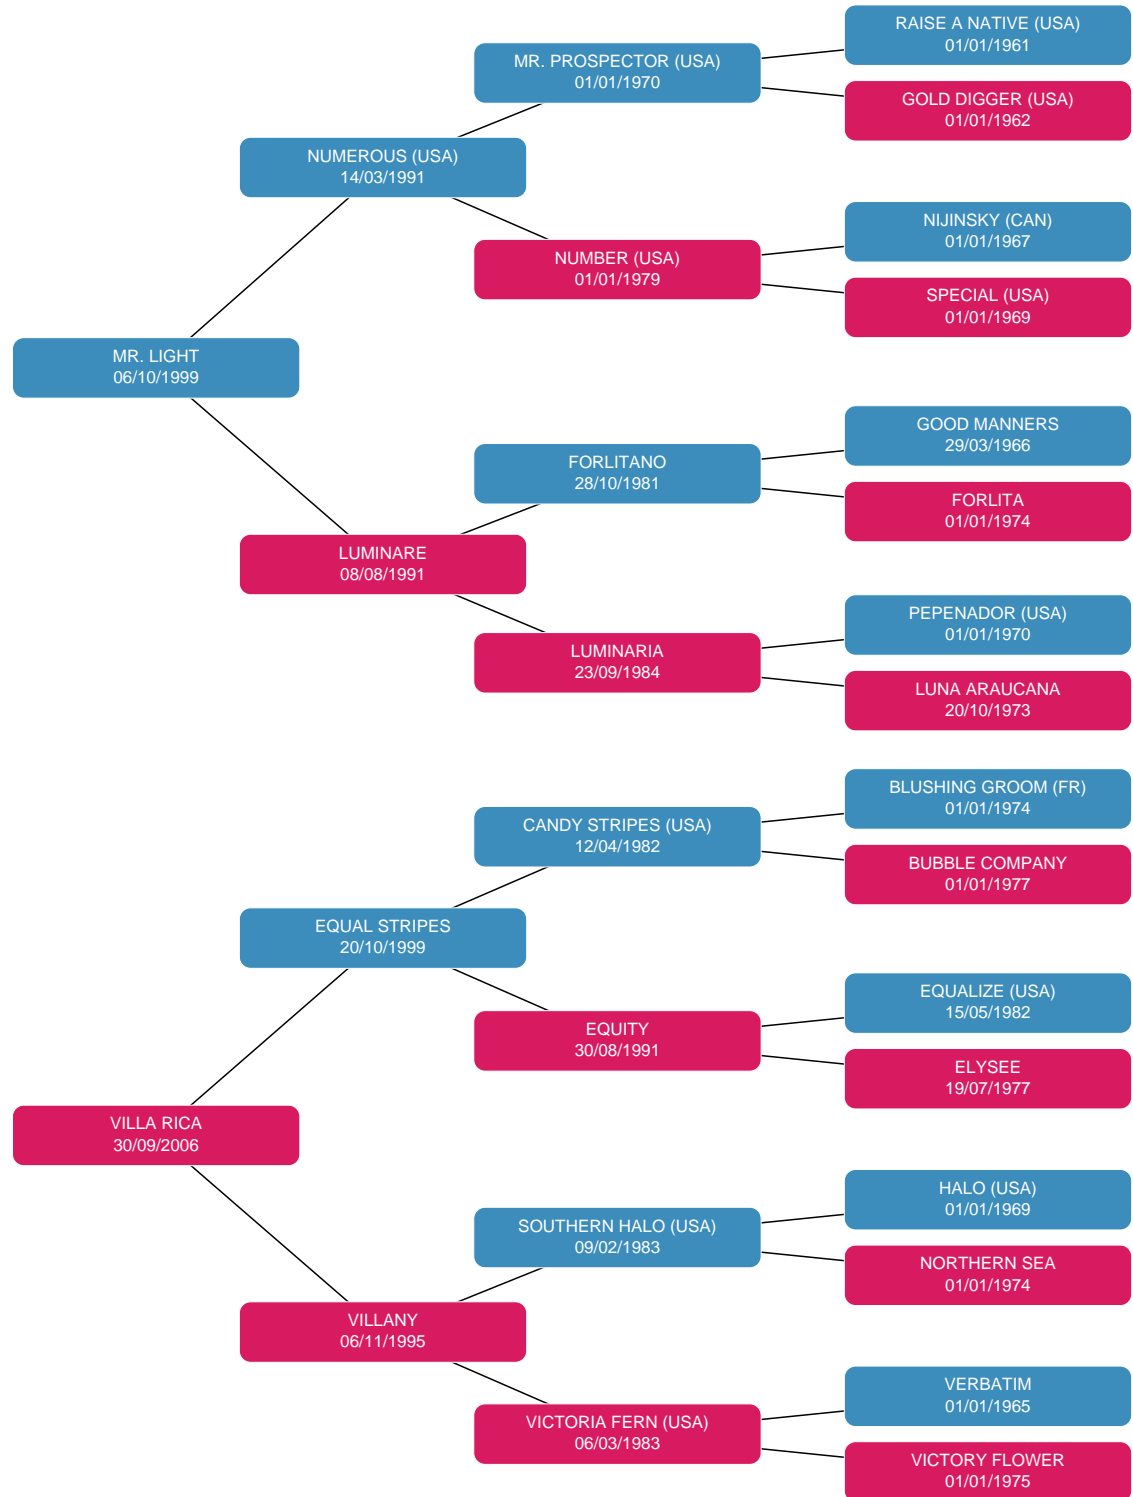 RAISE A NATIVE (USA)
01/01/1961
MR. PROSPECTOR (USA)
01/01/1970
GOLD DIGGER (USA)
01/01/1962
NUMEROUS (USA)
14/03/1991
NIJINSKY (CAN)
01/01/1967
NUMBER (USA)
01/01/1979
SPECIAL (USA)
01/01/1969
MR. LIGHT
06/10/1999
GOOD MANNERS
29/03/1966
FORLITANO
28/10/1981
FORLITA
01/01/1974
LUMINARE
08/08/1991
PEPENADOR (USA)
01/01/1970
LUMINARIA
23/09/1984
LUNA ARAUCANA
20/10/1973
BLUSHING GROOM (FR)
01/01/1974
CANDY STRIPES (USA)
12/04/1982
BUBBLE COMPANY
01/01/1977
EQUAL STRIPES
20/10/1999
EQUALIZE (USA)
15/05/1982
EQUITY
30/08/1991
ELYSEE
19/07/1977
VILLA RICA
30/09/2006
HALO (USA)
01/01/1969
SOUTHERN HALO (USA)
09/02/1983
NORTHERN SEA
01/01/1974
VILLANY
06/11/1995
VERBATIM
01/01/1965
VICTORIA FERN (USA)
06/03/1983
VICTORY FLOWER
01/01/1975